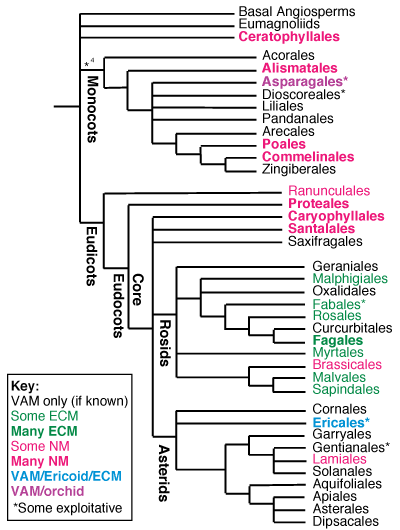 Basal Angiosperms
Eumagnoliids
Ceratophyllales
*4
Monocots
Acorales
Alismatales
Asparagales*
Dioscoreales*
Liliales
Pandanales
Arecales
Poales
Commelinales
Zingiberales
Eudicots
Ranunculales
Proteales
Core
Eudocots
Caryophyllales
Santalales
Saxifragales
Rosids
Geraniales
Malphigiales
Oxalidales
Fabales*
Rosales
Curcurbitales
Fagales
Myrtales
Brassicales
Malvales
Sapindales
Asterids
Cornales
Ericales*
Garryales
Gentianales*
Lamiales
Solanales
Aquifoliales
Apiales
Asterales
Dipsacales
Key:
VAM only (if known)
Some ECM
Many ECM
Some NM
Many NM
VAM/Ericoid/ECM
VAM/orchid
*Some exploitative